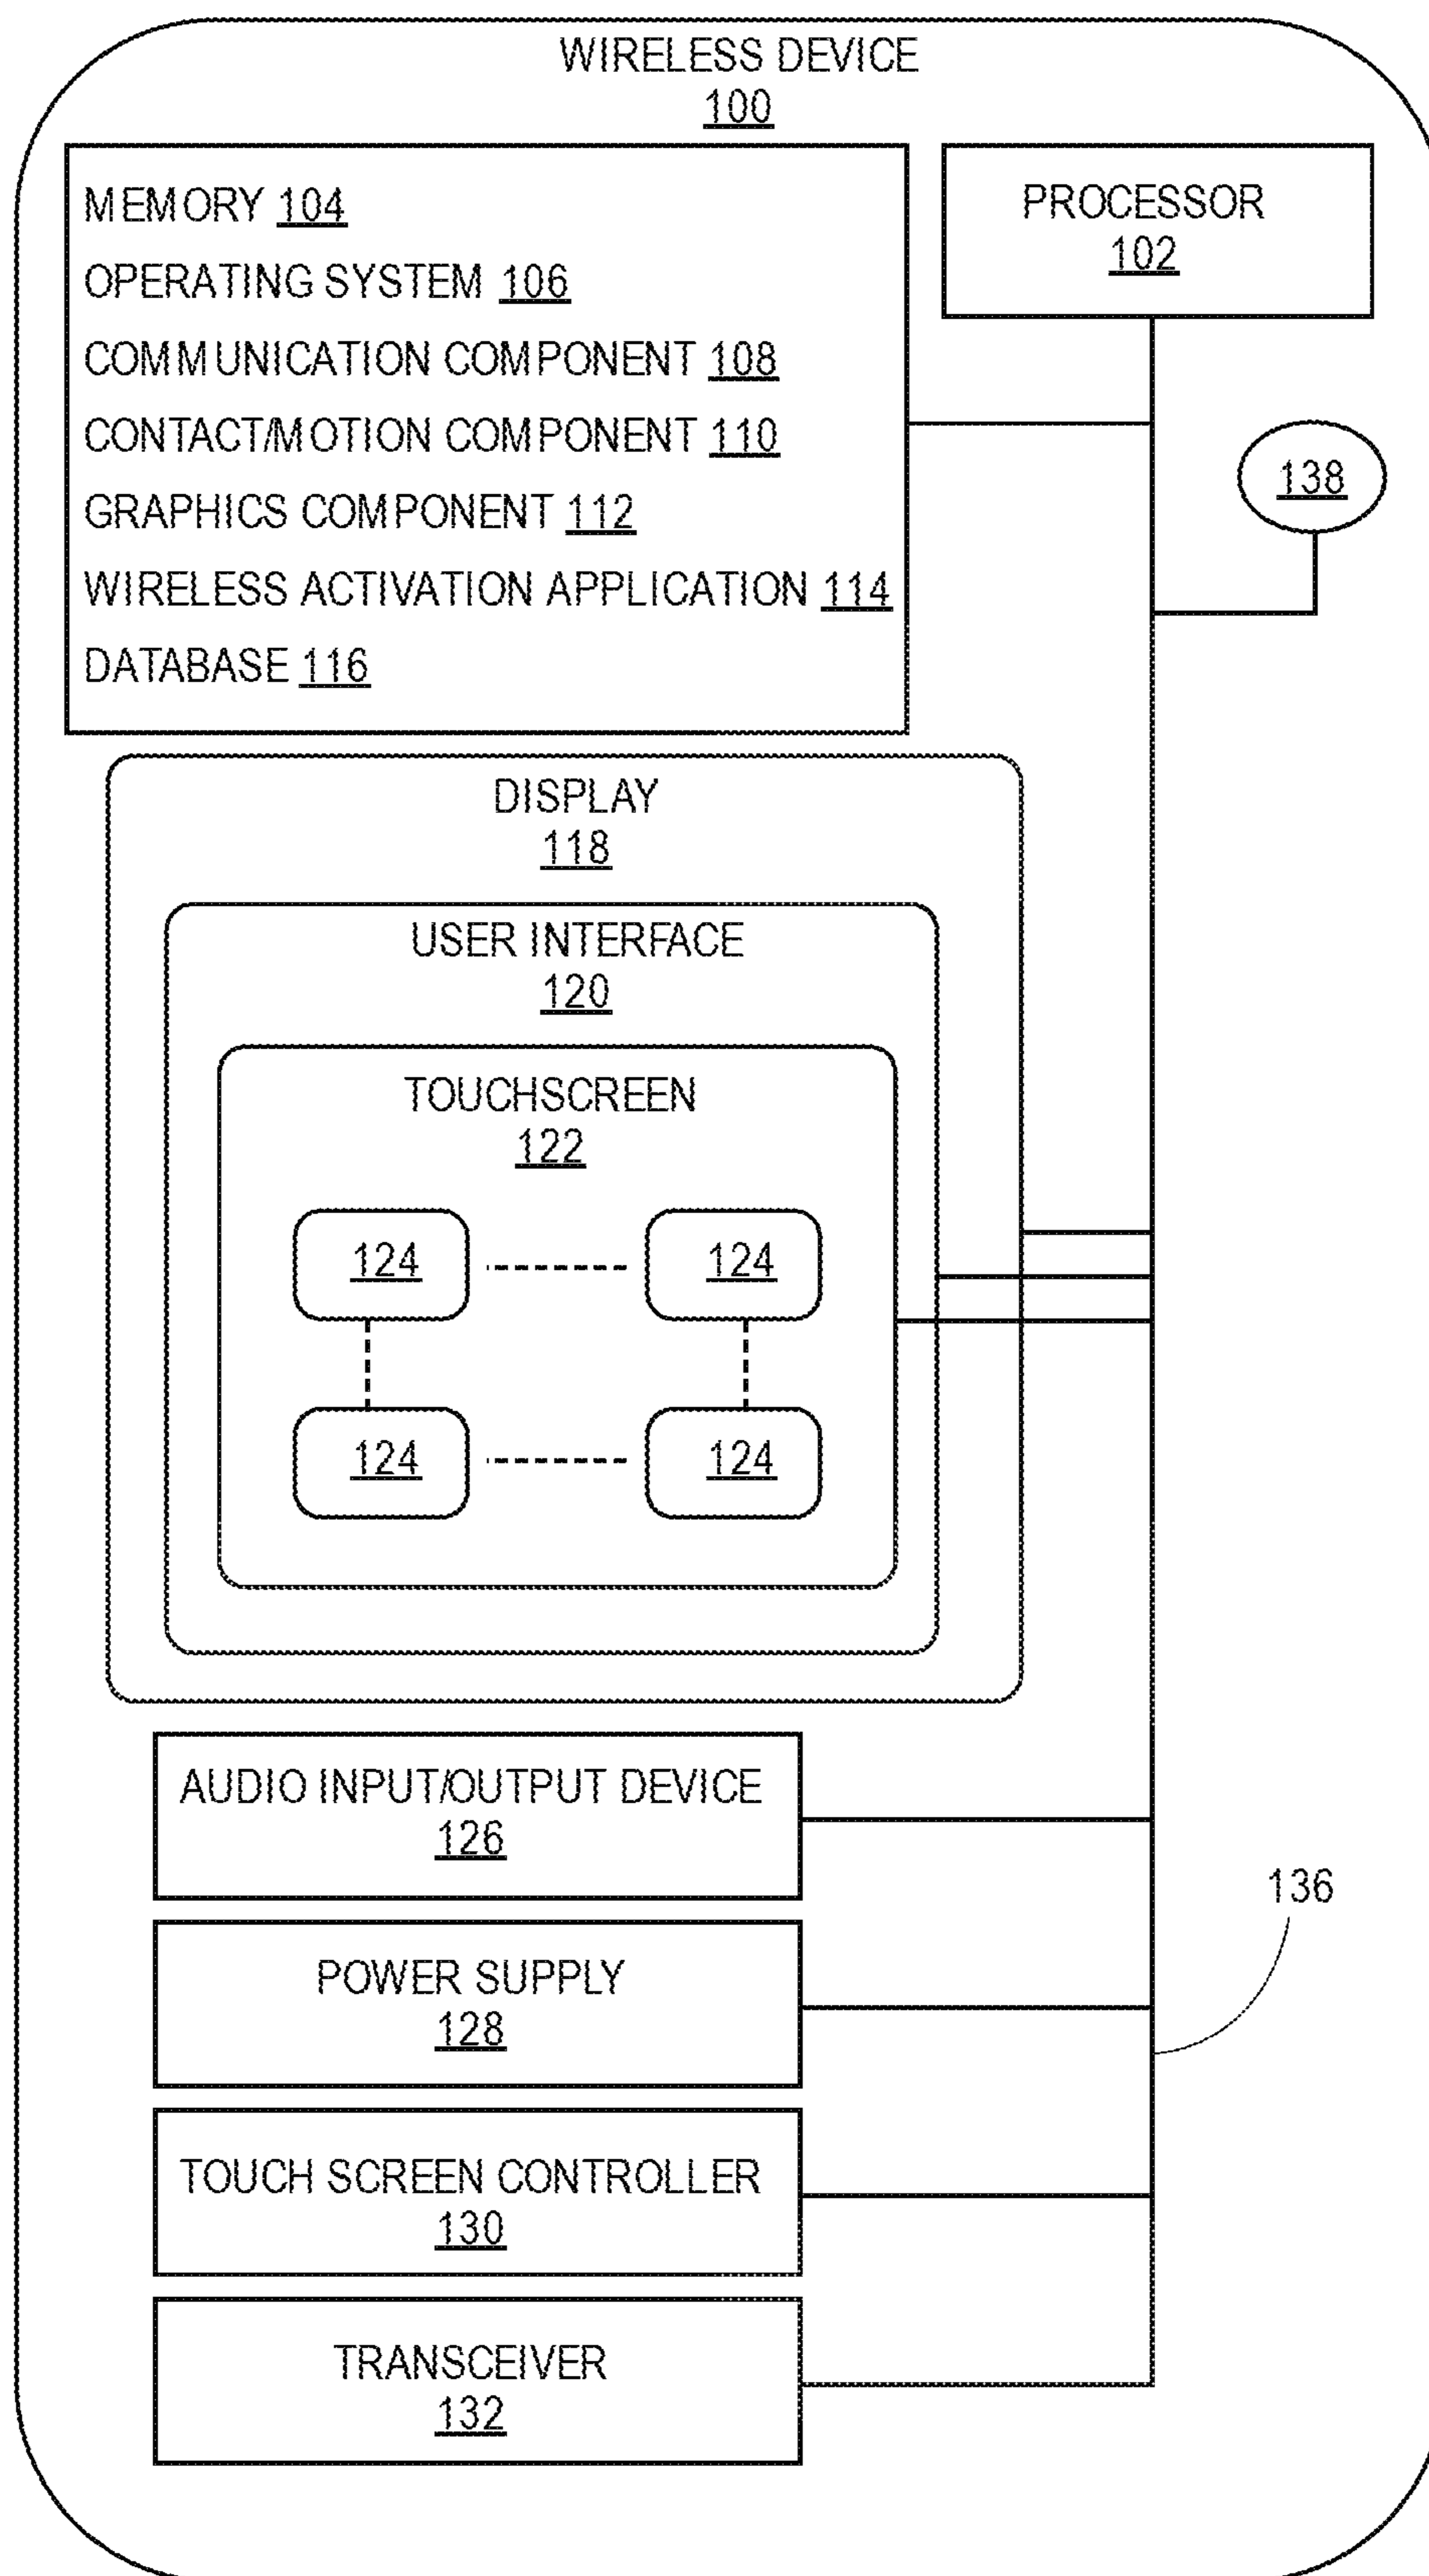 WIRELESS DEVICE
100
MEMORY 104
OPERATING SYSTEM 106
COMMUNICATION COMPONENT 108
CONTACT/MOTION COMPONENT 110
GRAPHICS COMPONENT 112
WIRELESS ACTIVATION APPLICATION 114
DATABASE 116
PROCESSOR
102
138
DISPLAY
118
USER INTERFACE
120
TOUCHSCREEN
122
124 124
124 124
AUDIO INPUT/OUTPUT DEVICE
126
136
POWER SUPPLY
128
TOUCH SCREEN CONTROLLER
130
TRANSCEIVER
132